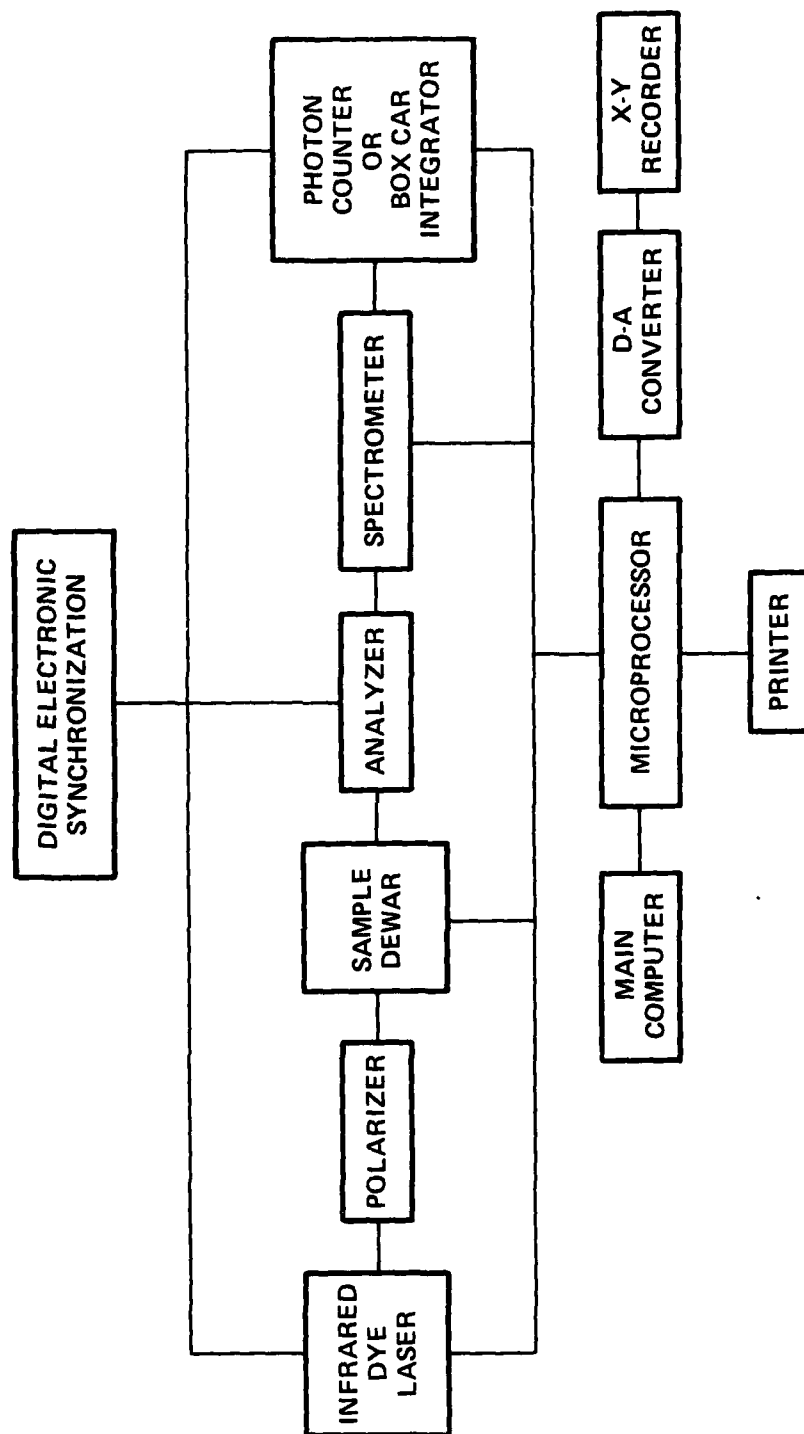 DIGITAL ELECTRONIC
SYNCHRONIZATION
INFRARED
DYE
LASER
POLARIZER
SAMPLE
DEWAR
ANALYZER
SPECTROMETER
PHOTON
COUNTER
OR
BOX CAR
INTEGRATOR
MAIN
COMPUTER
MICROPROCESSOR
D-A
CONVERTER
X-Y
RECORDER
PRINTER